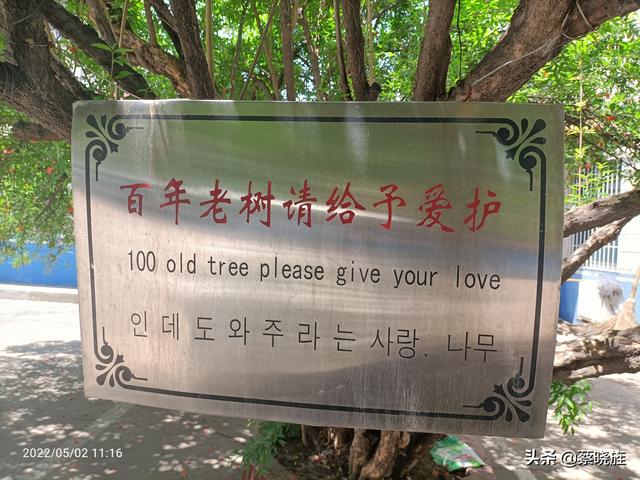 百年老树请给予爱护
100 old tree please give your love
인데도와주라는사랑. 나무
2022/05/02 11:16
头条 @蔡晓旌